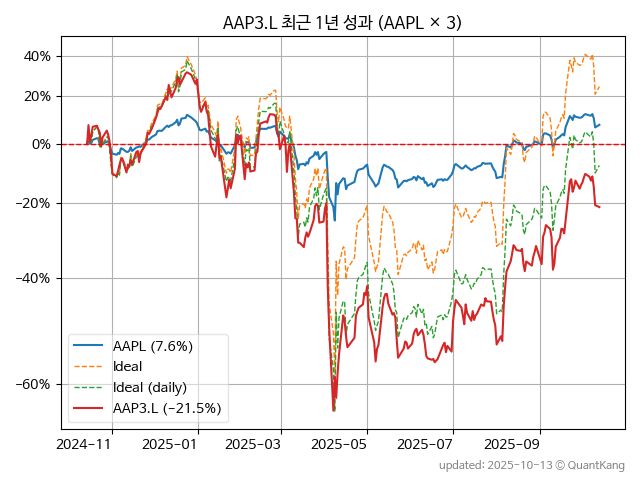 AAP3.L 최근 1년 성과 (AAPL × 3)
40%
20%
0%
−20%
−40%
−60%
AAPL (7.6%)
Ideal
Ideal (daily)
AAP3.L (−21.5%)
2024-11
2025-01
2025-03
2025-05
2025-07
2025-09
updated: 2025-10-13 © QuantKang